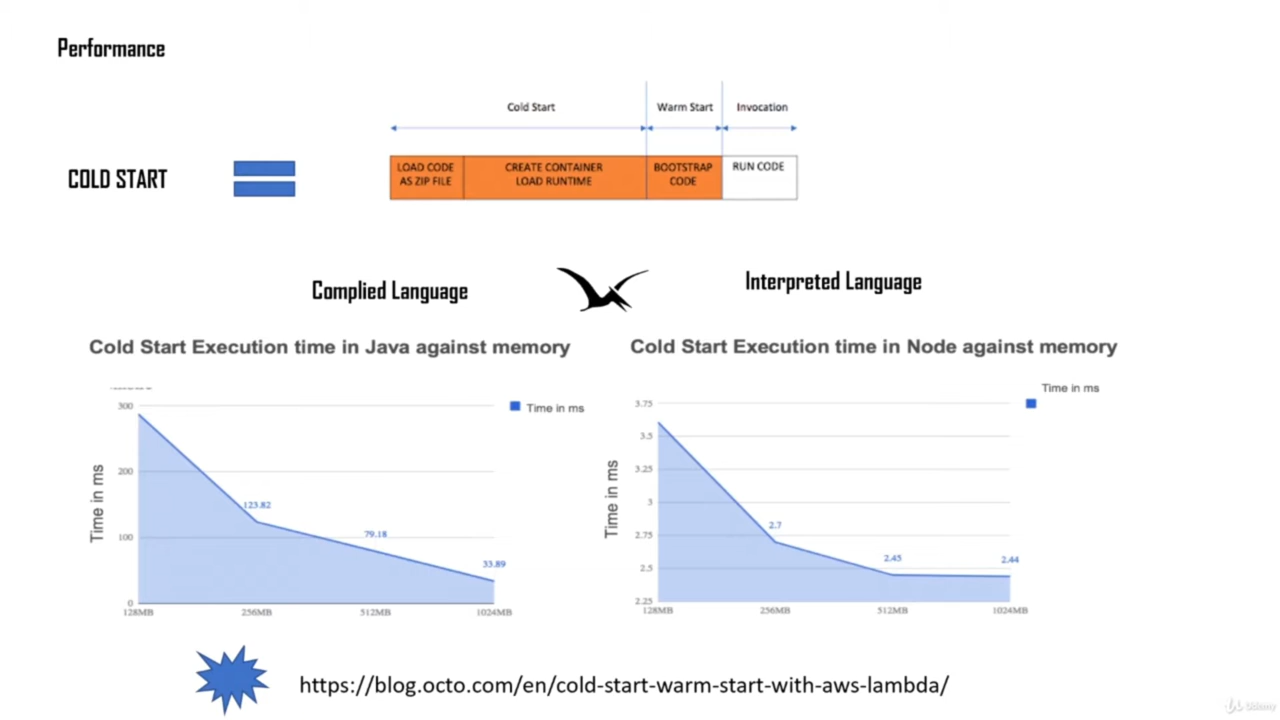 Performance
Cold Start
Warm Start
Invocation
COLD START
LOAD CODE
AS ZIP FILE
CREATE CONTAINER
LOAD RUNTIME
BOOTSTRAP
CODE
RUN CODE
Complied Language
Interpreted Language
Cold Start Execution time in Java against memory
Time in ms
300
200
100
0
Time in ms
123.82
79.18
33.89
128MB
256MB
512MB
1024MB
Cold Start Execution time in Node against memory
Time in ms
3.75
3.5
3.25
3
2.75
2.5
2.25
Time in ms
2.7
2.45
2.44
128MB
256MB
512MB
1024MB
https://blog.octo.com/en/cold-start-warm-start-with-aws-lambda/
Udemy